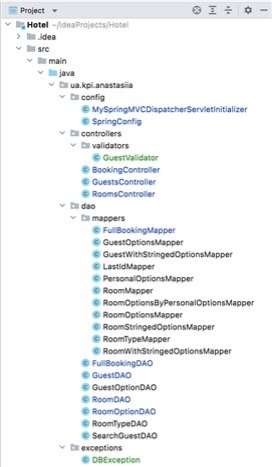 Project
Hotel ~/IdeaProjects/Hotel
.idea
src
main
java
ua.kpi.anastasiia
config
MySpringMVCDispatcherServletInitializer
SpringConfig
controllers
validators
GuestValidator
BookingController
GuestsController
RoomsController
dao
mappers
FullBookingMapper
GuestOptionsMapper
GuestWithStringedOptionsMapper
LastIdMapper
PersonalOptionsMapper
RoomMapper
RoomOptionsByPersonalOptionsMapper
RoomOptionsMapper
RoomStringedOptionsMapper
RoomTypeMapper
RoomWithStringedOptionsMapper
FullBookingDAO
GuestDAO
GuestOptionDAO
RoomDAO
RoomOptionDAO
RoomTypeDAO
SearchGuestDAO
exceptions
DBException